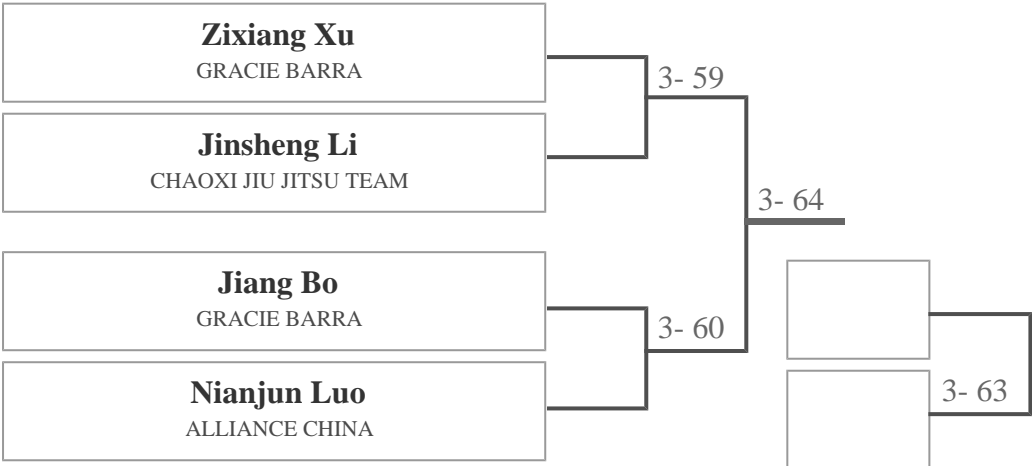 Zixiang Xu
GRACIE BARRA
3- 59
Jinsheng Li
CHAOXI JIU JITSU TEAM
3- 64
Jiang Bo
GRACIE BARRA
3- 60
Nianjun Luo
ALLIANCE CHINA
3- 63